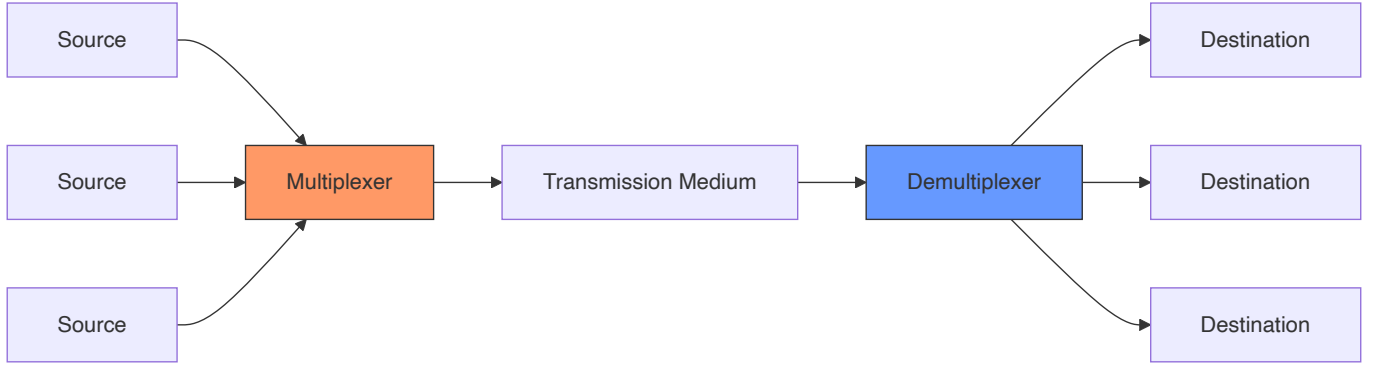 Source
Destination
Source
Multiplexer
Transmission Medium
Demultiplexer
Destination
Source
Destination